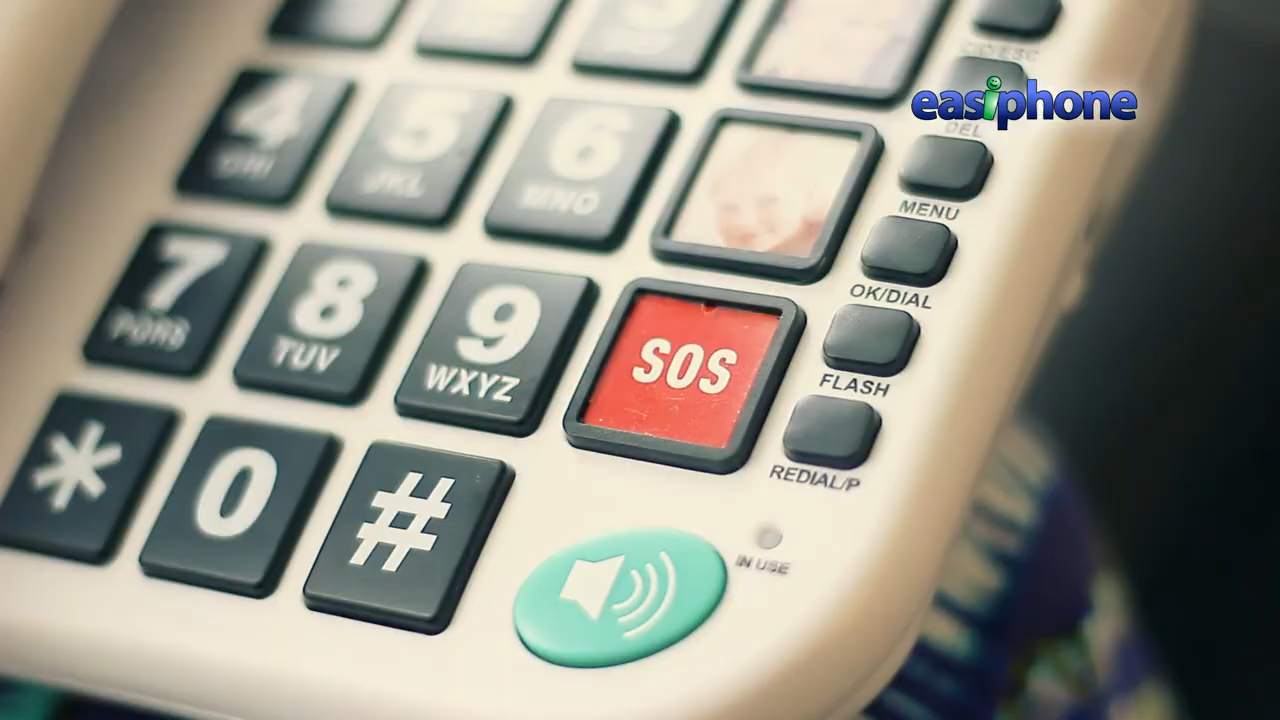 easiphone
DEL
4
GHI
5
JKL
6
MNO
MENU
OK/DIAL
7
PQRS
8
TUV
9
WXYZ
SOS
FLASH
REDIAL/P
*
0
#
IN USE